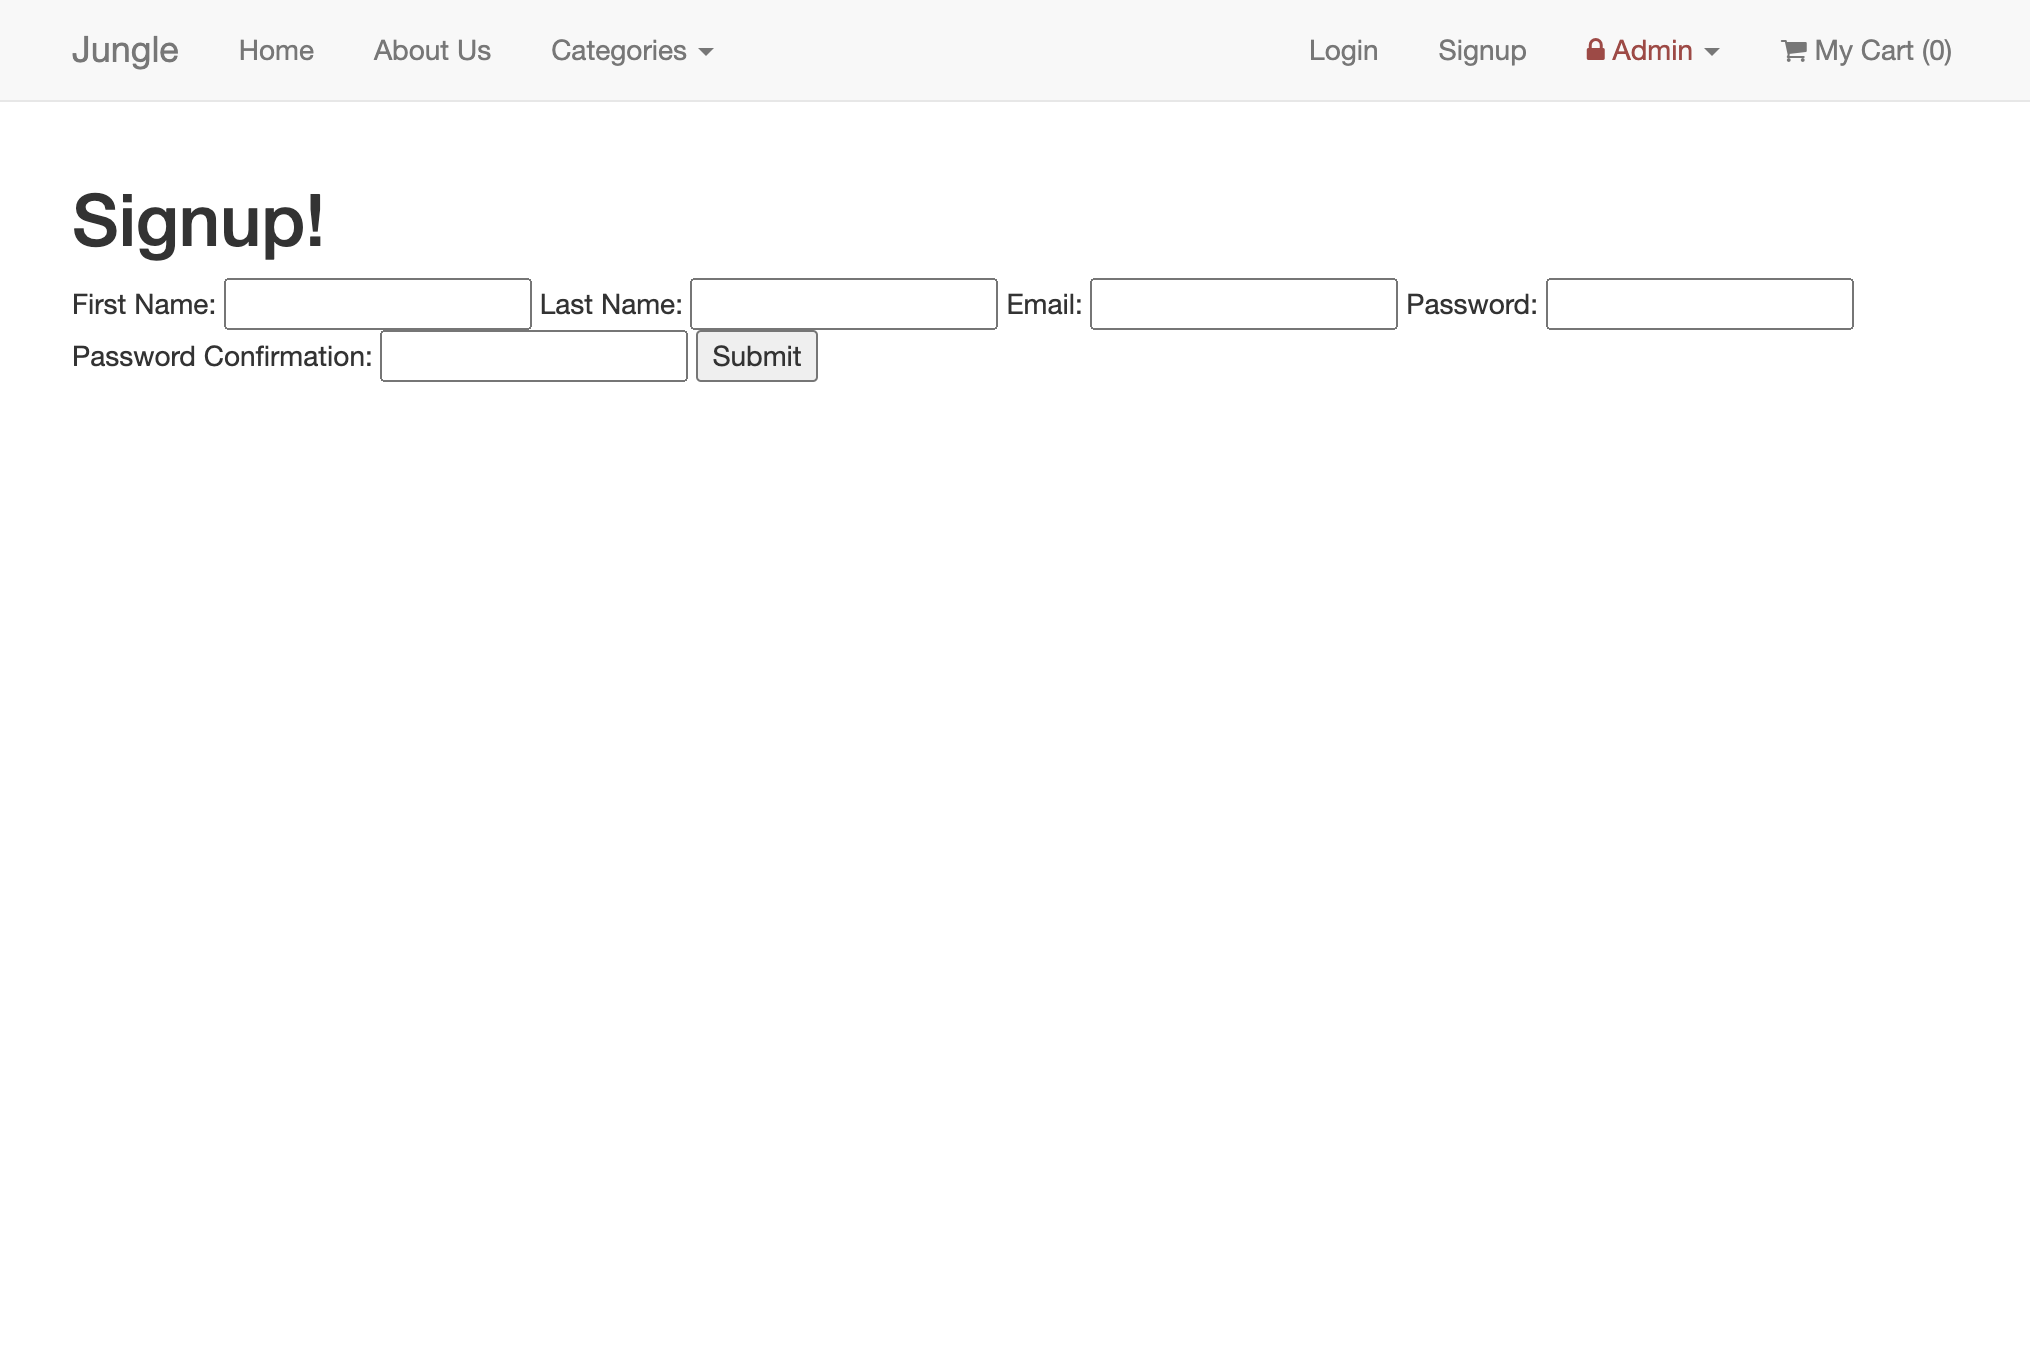 Jungle Home About Us Categories Login Signup Admin My Cart (0)
Signup!
First Name: Last Name: Email: Password:
Password Confirmation: Submit